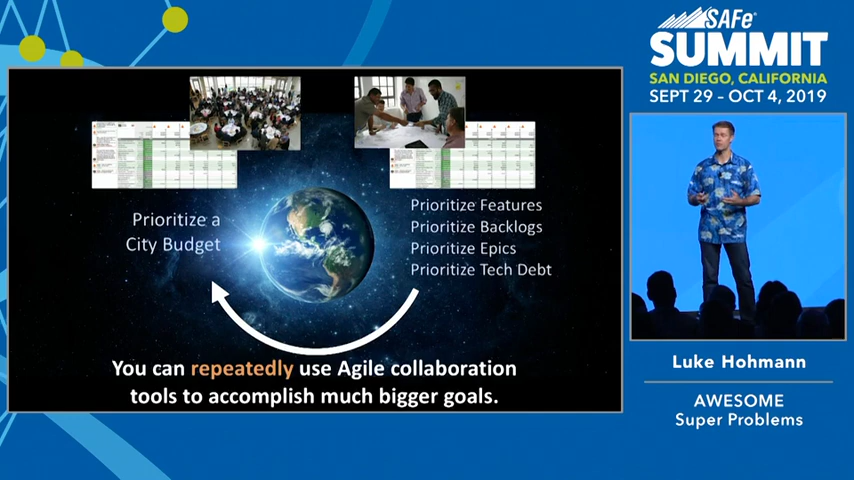 SAFe®
SUMMIT
SAN DIEGO, CALIFORNIA
SEPT 29 – OCT 4, 2019
Prioritize a
City Budget
Prioritize Features
Prioritize Backlogs
Prioritize Epics
Prioritize Tech Debt
You can repeatedly use Agile collaboration
tools to accomplish much bigger goals.
Luke Hohmann
AWESOME
Super Problems